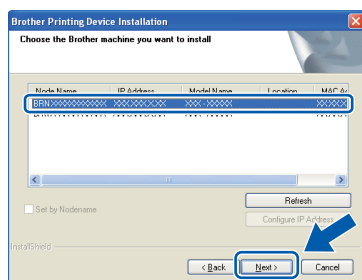 Brother Printing Device Installation
Choose the Brother machine you want to install
Node Name IP Address Model Name Location MAC Ad
Refresh
Set by Nodename
Configure IP Address
InstallShield
< Back Next > Cancel